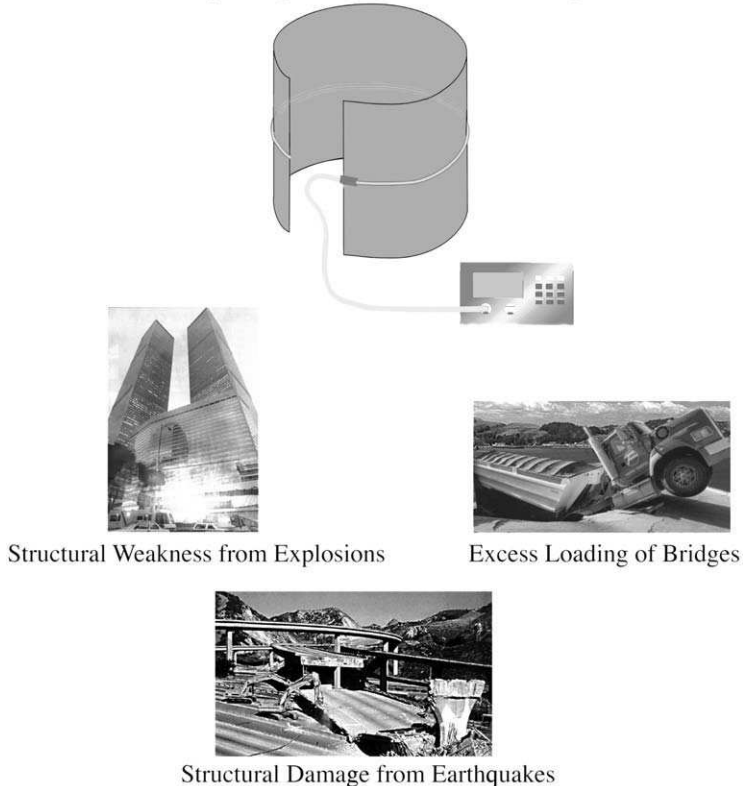 Structural Weakness from Explosions
Excess Loading of Bridges
Structural Damage from Earthquakes